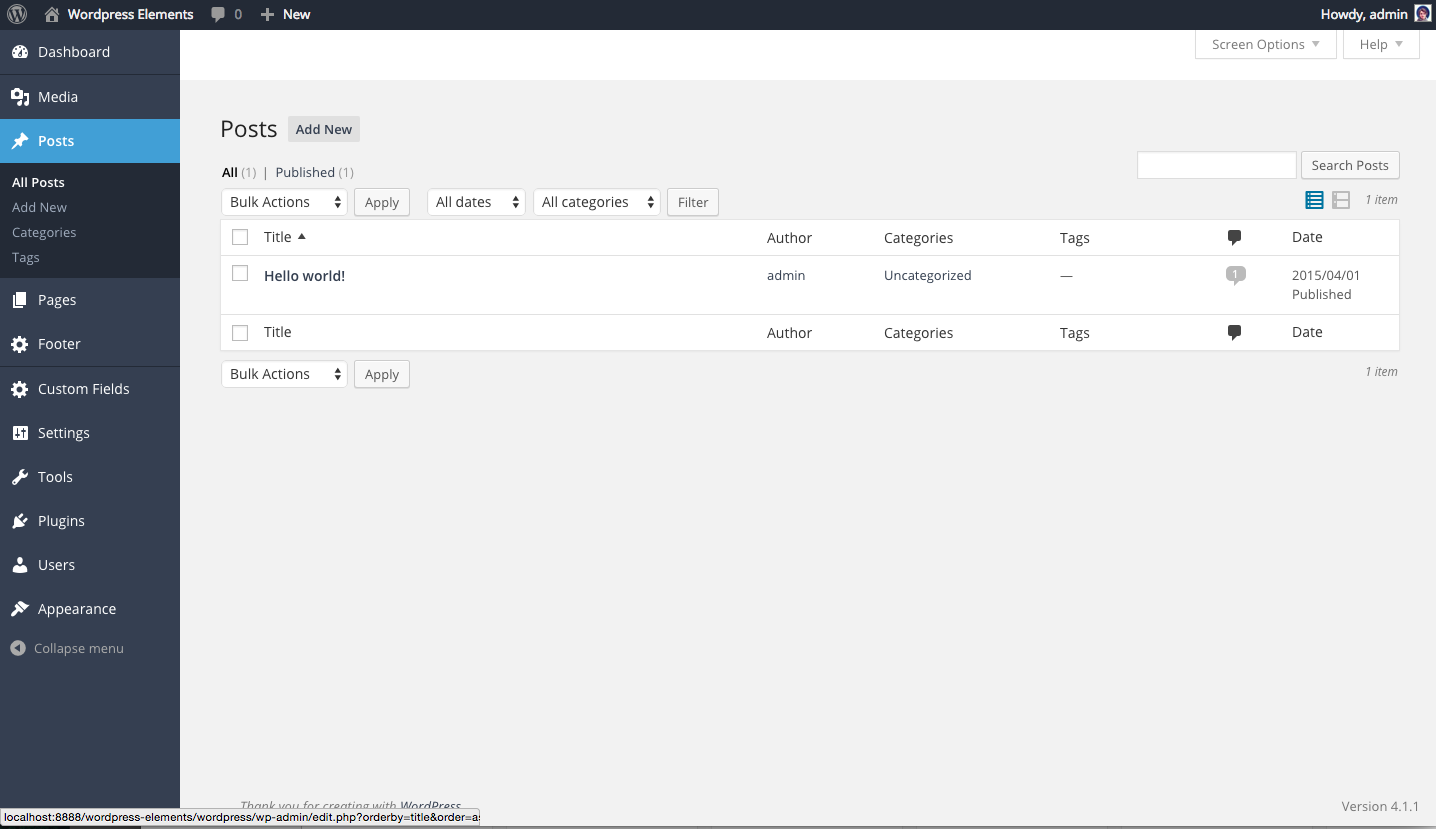 Wordpress Elements 0 New Howdy, admin
Dashboard
Media
Posts
All Posts
Add New
Categories
Tags
Pages
Footer
Custom Fields
Settings
Tools
Plugins
Users
Appearance
Collapse menu
Screen Options Help
Posts Add New
All (1) | Published (1)
Search Posts
Bulk Actions Apply All dates All categories Filter 1 item
Title Author Categories Tags Date
Hello world! admin Uncategorized — 1 2015/04/01
Published
Title Author Categories Tags Date
Bulk Actions Apply 1 item
Thank you for creating with WordPress Version 4.1.1
localhost:8888/wordpress-elements/wordpress/wp-admin/edit.php?orderby=title&order=as